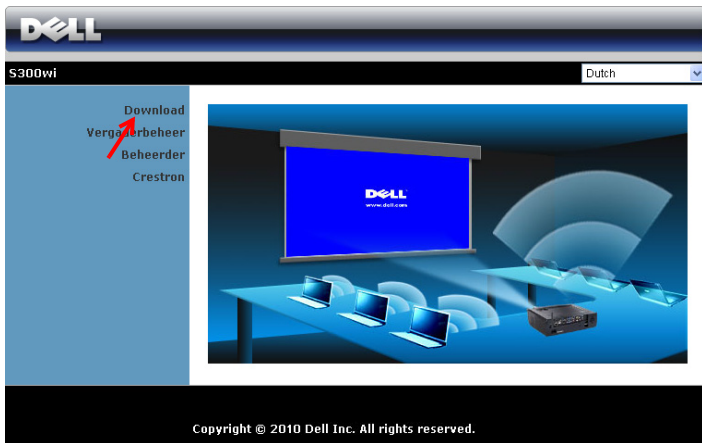 DELL
S300wi
Dutch
Download
Vergaderbeheer
Beheerder
Crestron
DELL
www.dell.com
Copyright © 2010 Dell Inc. All rights reserved.